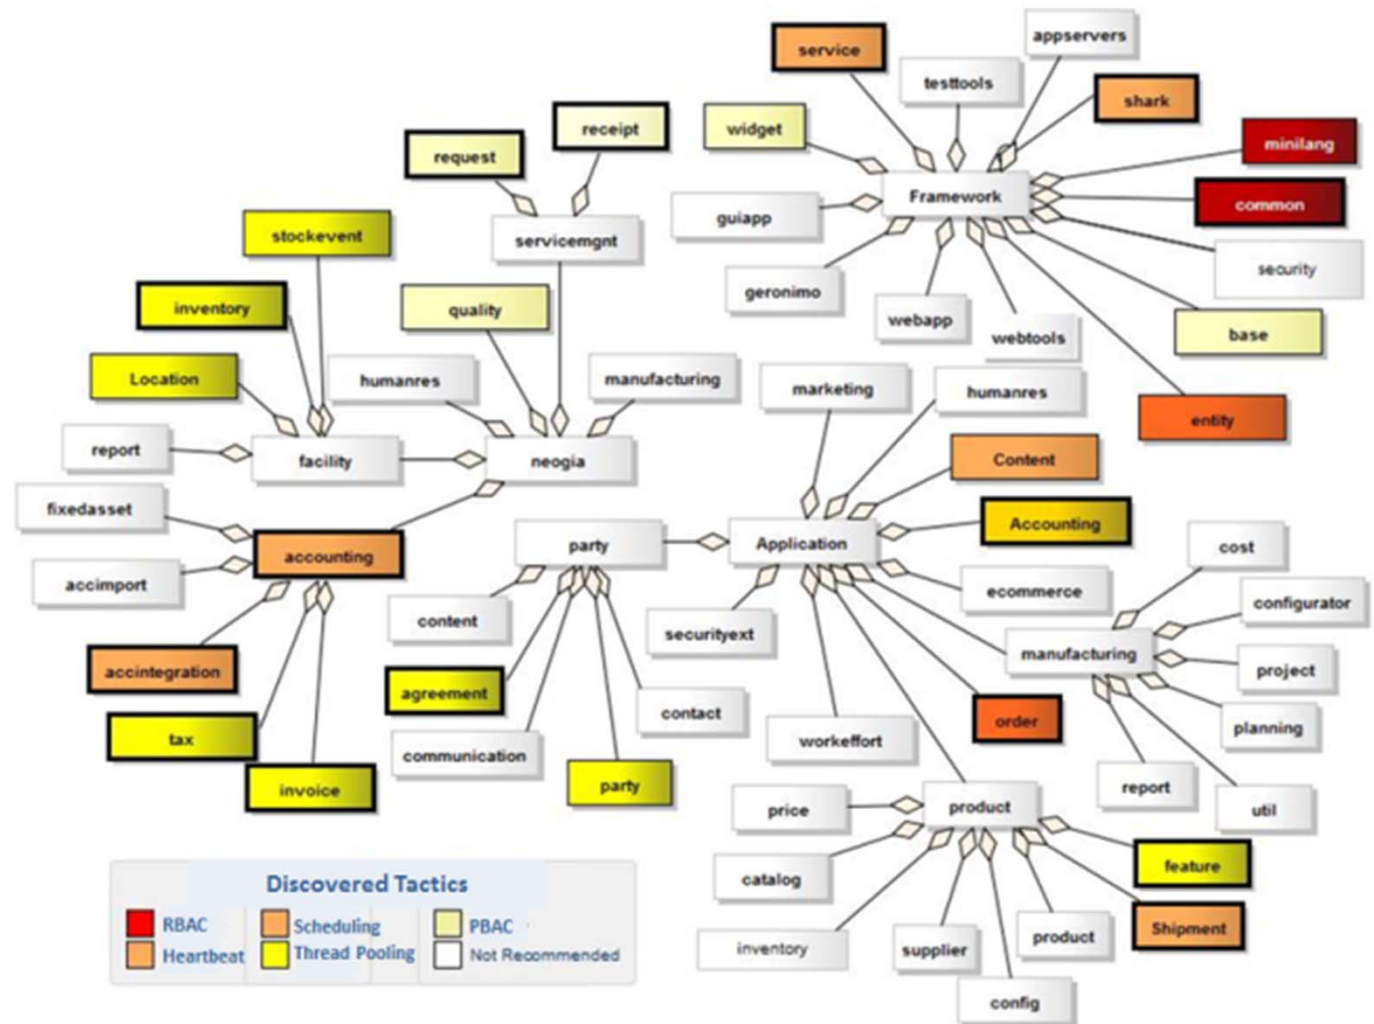 appservers
service
testtools
shark
widget
receipt
minilang
request
Framework
common
guiapp
stockevent
servicemgnt
security
geronimo
inventory
quality
webapp
webtools
base
Location
humanres
manufacturing
marketing
humanres
entity
report
facility
neogia
Content
fixedasset
Accounting
accounting
party
Application
cost
accimport
ecommerce
configurator
content
securityext
manufacturing
project
accintegration
agreement
contact
order
planning
tax
communication
workeffort
invoice
party
report
util
price
product
feature
catalog
Shipment
inventory
supplier
product
config
Discovered Tactics
RBAC
Scheduling
PBAC
Heartbeat
Thread Pooling
Not Recommended